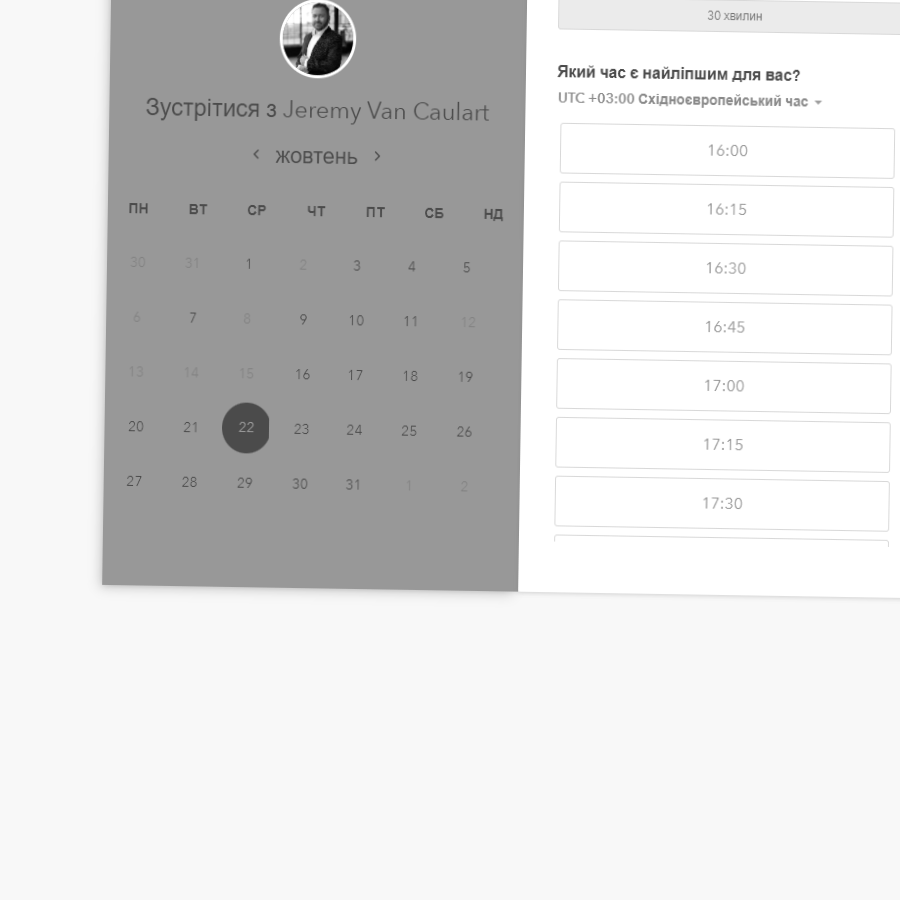 Зустрітися з Jeremy Van Caulart
жовтень
ПН ВТ СР ЧТ ПТ СБ НД
30 31 1 2 3 4 5
6 7 8 9 10 11 12
13 14 15 16 17 18 19
20 21 22 23 24 25 26
27 28 29 30 31 1 2
30 хвилин
Який час є найліпшим для вас?
UTC +03:00 Східноєвропейський час
16:00
16:15
16:30
16:45
17:00
17:15
17:30